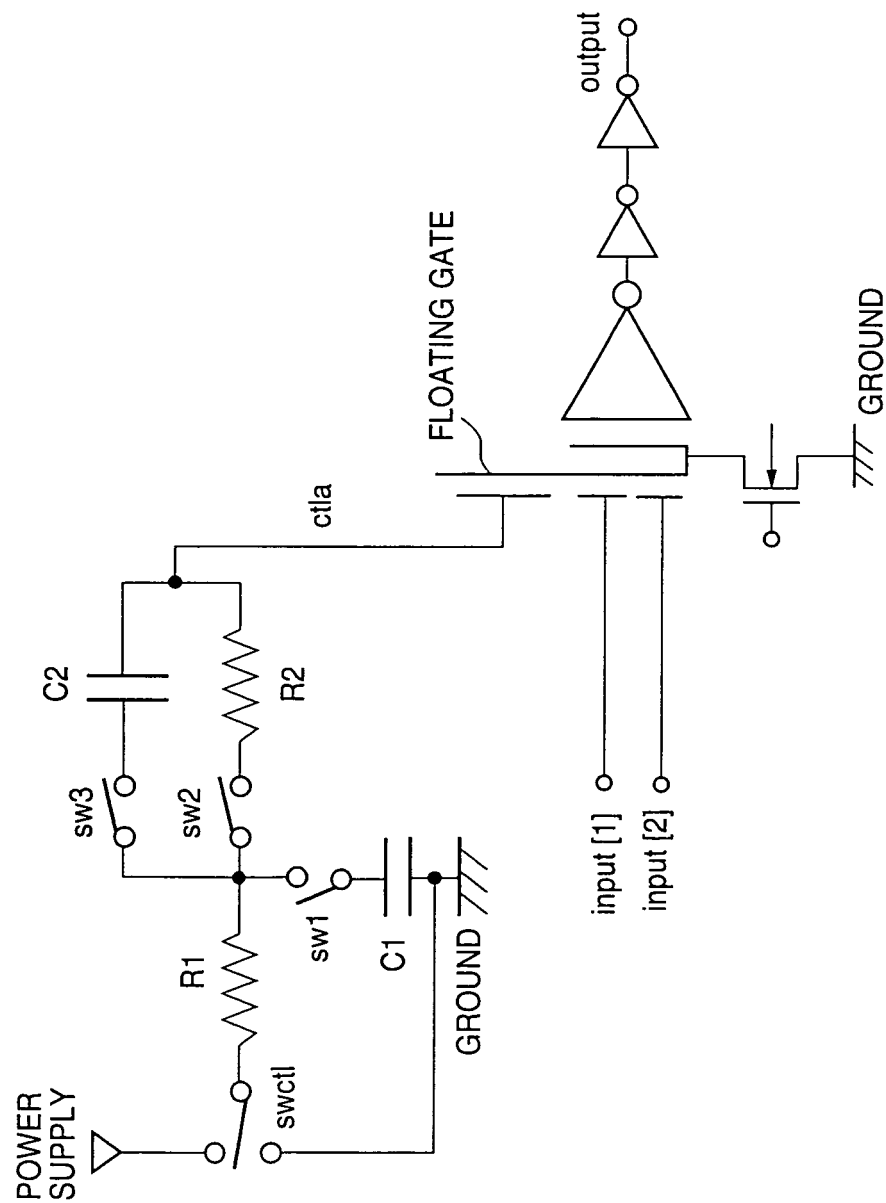 POWER
SUPPLY
swctl
R1
sw1
C1
GROUND
sw3
sw2
C2
R2
ctla
FLOATING GATE
input [1]
input [2]
output
GROUND